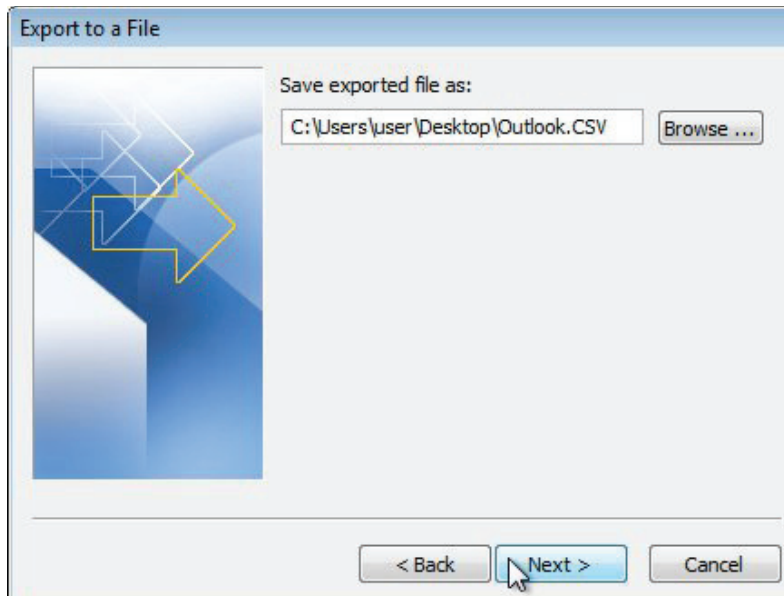 Export to a File
Save exported file as:
C:\Users\user\Desktop\Outlook.CSV Browse ...
< Back Next > Cancel